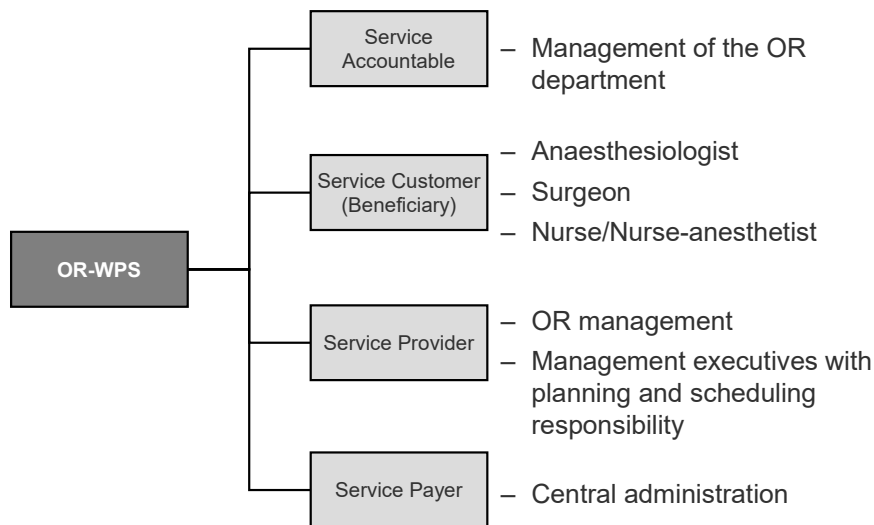 OR-WPS
Service
Accountable
– Management of the OR
department
Service Customer
(Beneficiary)
– Anaesthesiologist
– Surgeon
– Nurse/Nurse-anesthetist
Service Provider
– OR management
– Management executives with
planning and scheduling
responsibility
Service Payer
– Central administration